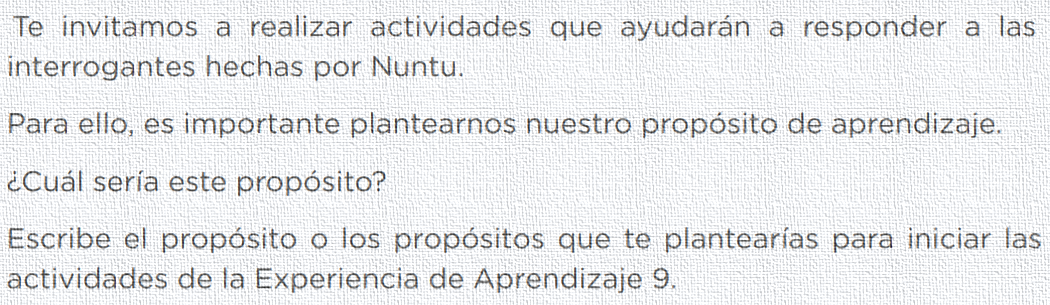 Te invitamos a realizar actividades que ayudarán a responder a las
interrogantes hechas por Nuntu.
Para ello, es importante plantearnos nuestro propósito de aprendizaje.
¿Cuál sería este propósito?
Escribe el propósito o los propósitos que te plantearías para iniciar las
actividades de la Experiencia de Aprendizaje 9.